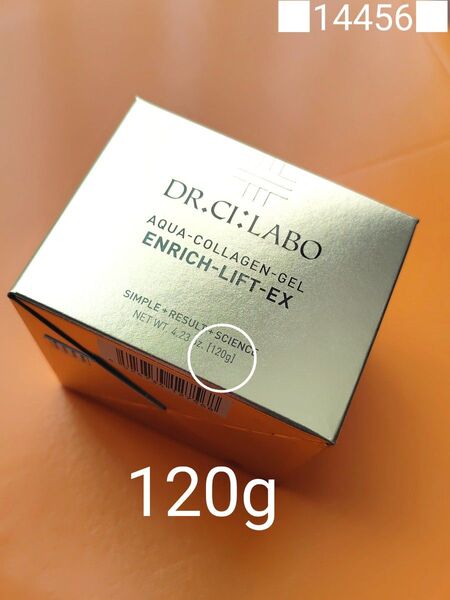 ■14456■
DR.CI:LABO
AQUA-COLLAGEN-GEL
ENRICH-LIFT-EX
SIMPLE+RESULT+SCIENCE
NET WT. 4.23 oz. [120g]
120g